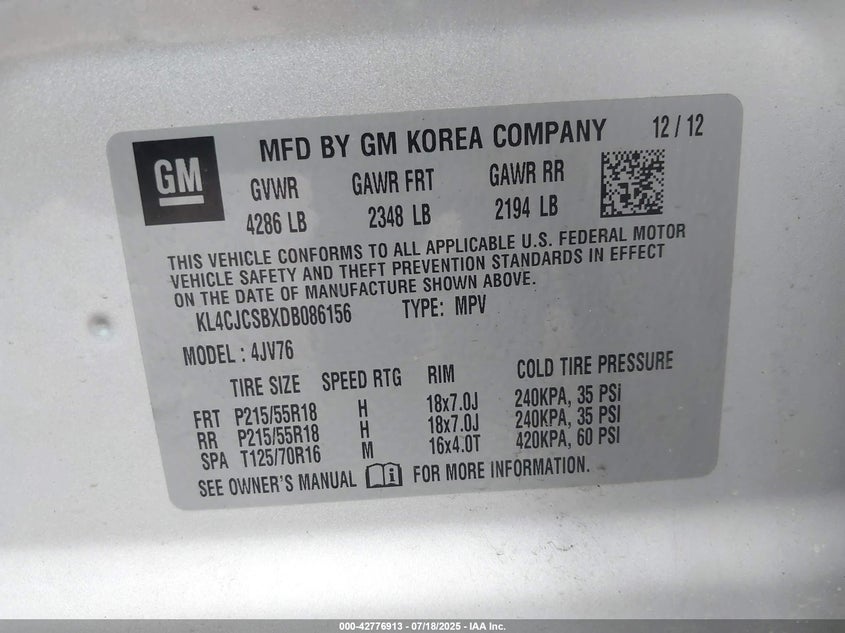 GM
MFD BY GM KOREA COMPANY 12 / 12
GVWR GAWR FRT GAWR RR
4286 LB 2348 LB 2194 LB
THIS VEHICLE CONFORMS TO ALL APPLICABLE U.S. FEDERAL MOTOR
VEHICLE SAFETY AND THEFT PREVENTION STANDARDS IN EFFECT
ON THE DATE OF MANUFACTURE SHOWN ABOVE.
KL4CJCSBXDB086156 TYPE: MPV
MODEL : 4JV76
TIRE SIZE SPEED RTG RIM COLD TIRE PRESSURE
FRT P215/55R18 H 18x7.0J 240KPA, 35 PSi
RR P215/55R18 H 18x7.0J 240KPA, 35 PSI
SPA T125/70R16 M 16x4.0T 420KPA, 60 PSI
SEE OWNER'S MANUAL FOR MORE INFORMATION.
000-42776913 - 07/18/2025 - IAA Inc.